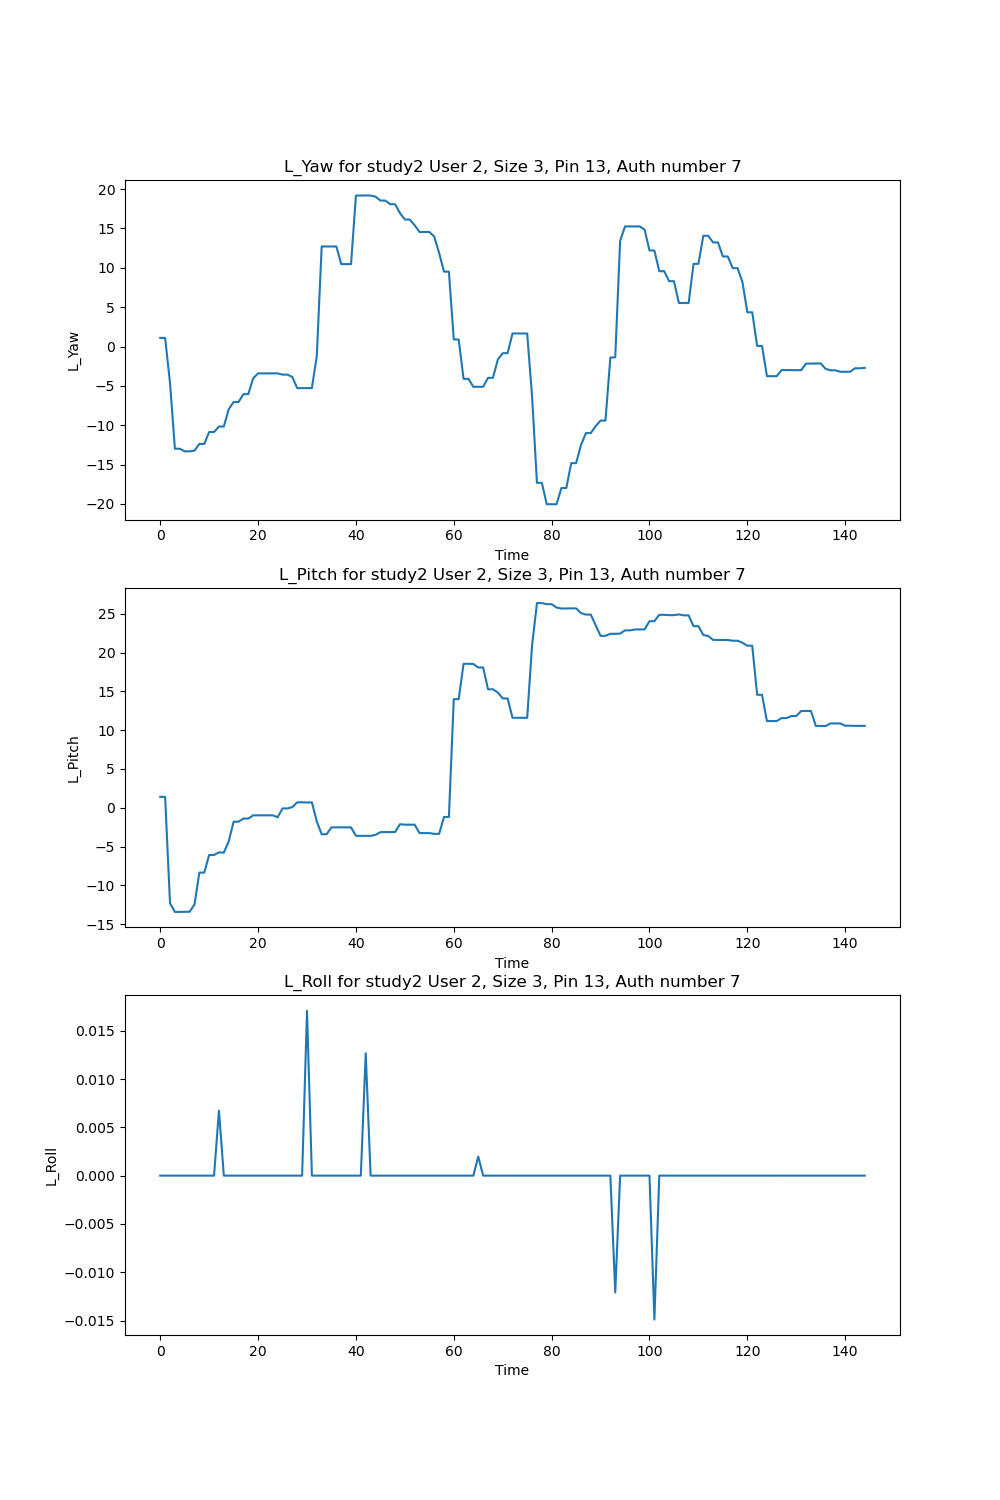 L_Yaw for study2 User 2, Size 3, Pin 13, Auth number 7
20
15
10
5
0
−5
−10
−15
−20
L_Yaw
0 20 40 60 80 100 120 140
Time
L_Pitch for study2 User 2, Size 3, Pin 13, Auth number 7
25
20
15
10
5
0
−5
−10
−15
L_Pitch
0 20 40 60 80 100 120 140
Time
L_Roll for study2 User 2, Size 3, Pin 13, Auth number 7
0.015
0.010
0.005
0.000
−0.005
−0.010
−0.015
L_Roll
0 20 40 60 80 100 120 140
Time